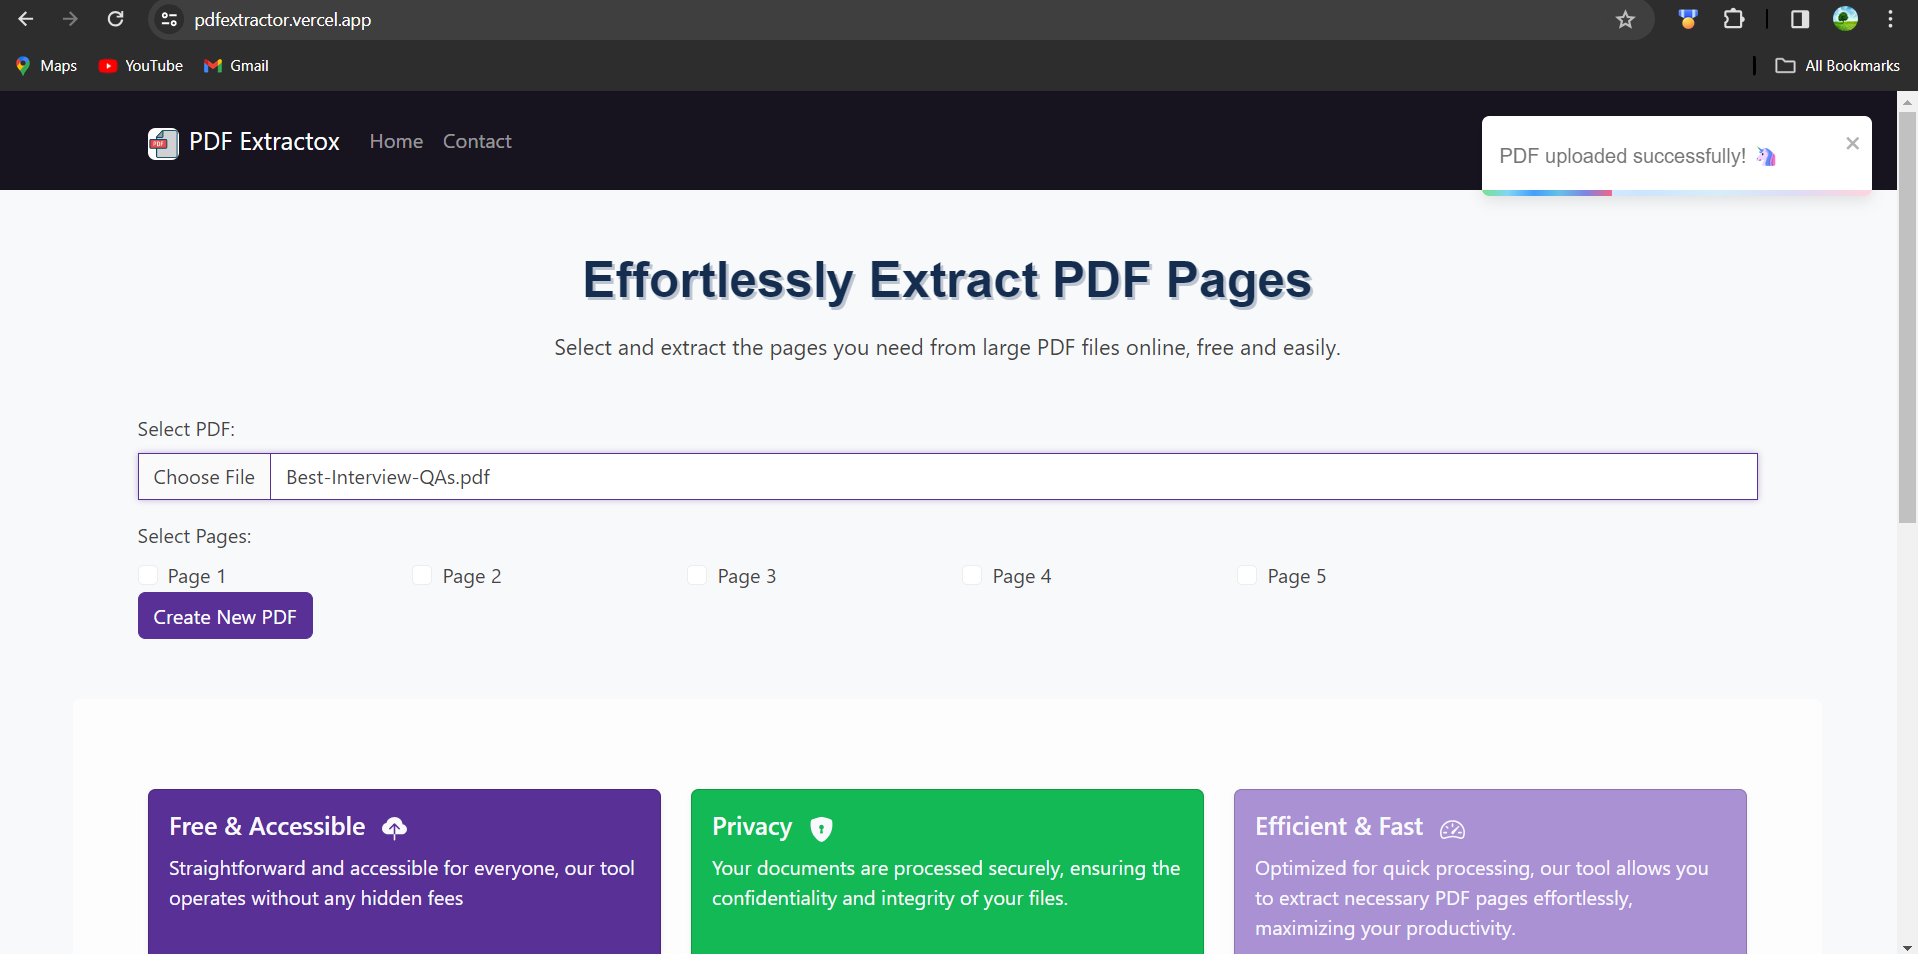 pdfextractor.vercel.app
Maps
YouTube
Gmail
All Bookmarks
PDF
PDF Extractox
Home
Contact
PDF uploaded successfully! 🦄
Effortlessly Extract PDF Pages
Select and extract the pages you need from large PDF files online, free and easily.
Select PDF:
Choose File
Best-Interview-QAs.pdf
Select Pages:
Page 1
Page 2
Page 3
Page 4
Page 5
Create New PDF
Free & Accessible
Straightforward and accessible for everyone, our tool
operates without any hidden fees
Privacy
Your documents are processed securely, ensuring the
confidentiality and integrity of your files.
Efficient & Fast
Optimized for quick processing, our tool allows you
to extract necessary PDF pages effortlessly,
maximizing your productivity.